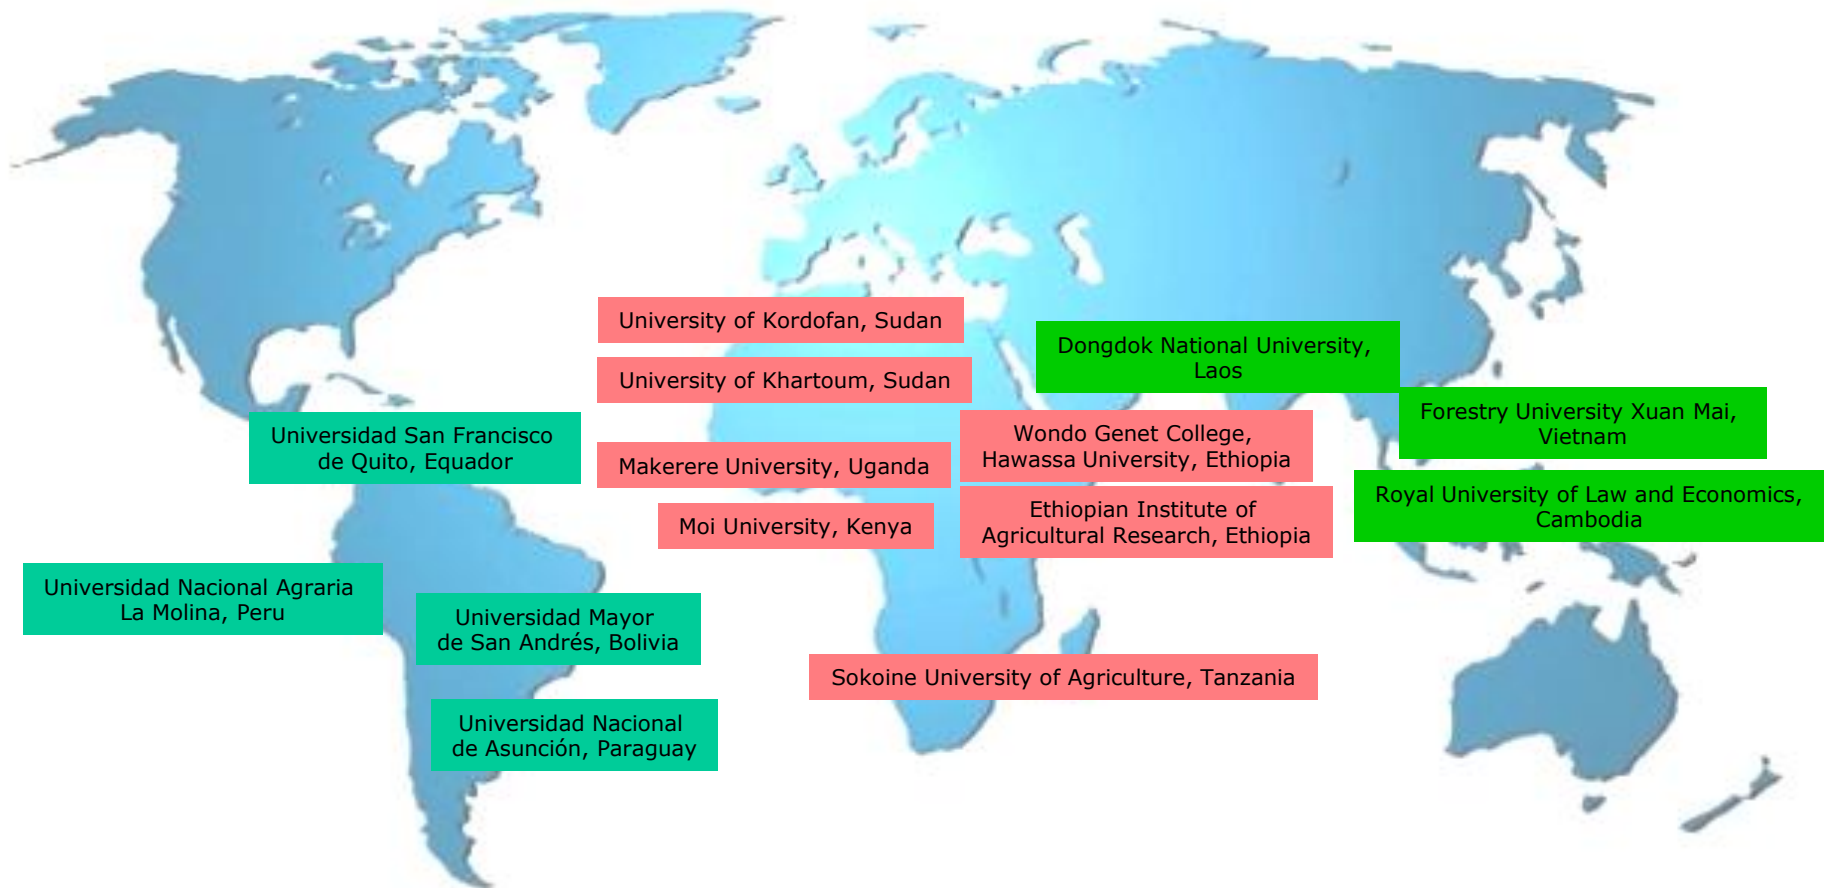 University of Kordofan, Sudan
University of Khartoum, Sudan
Dongdok National University,
Laos
Forestry University Xuan Mai,
Vietnam
Universidad San Francisco
de Quito, Equador
Makerere University, Uganda
Wondo Genet College,
Hawassa University, Ethiopia
Royal University of Law and Economics,
Cambodia
Moi University, Kenya
Ethiopian Institute of
Agricultural Research, Ethiopia
Universidad Nacional Agraria
La Molina, Peru
Universidad Mayor
de San Andrés, Bolivia
Sokoine University of Agriculture, Tanzania
Universidad Nacional
de Asunción, Paraguay